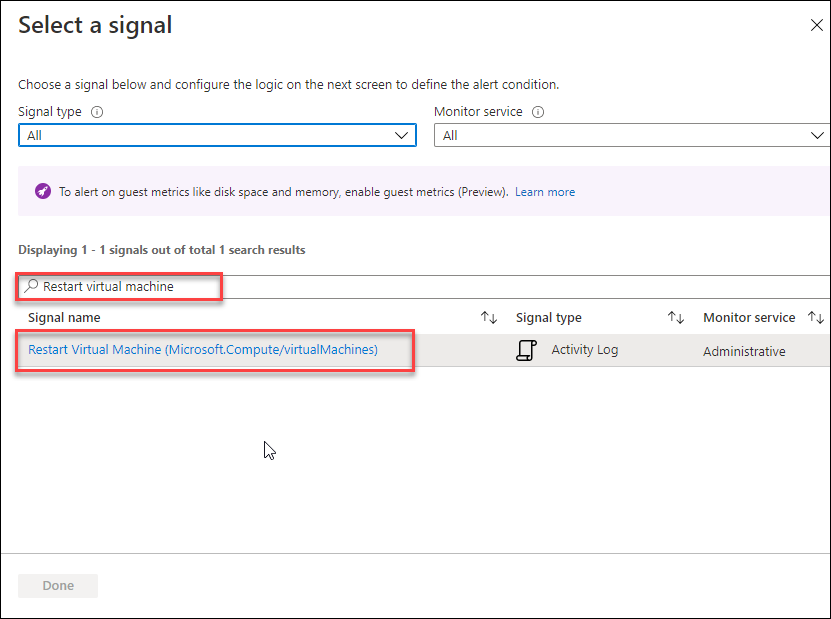 Select a signal
Choose a signal below and configure the logic on the next screen to define the alert condition.
Signal type Monitor service
All All
To alert on guest metrics like disk space and memory, enable guest metrics (Preview). Learn more
Displaying 1 - 1 signals out of total 1 search results
Restart virtual machine
Signal name Signal type Monitor service
Restart Virtual Machine (Microsoft.Compute/virtualMachines) Activity Log Administrative
Done